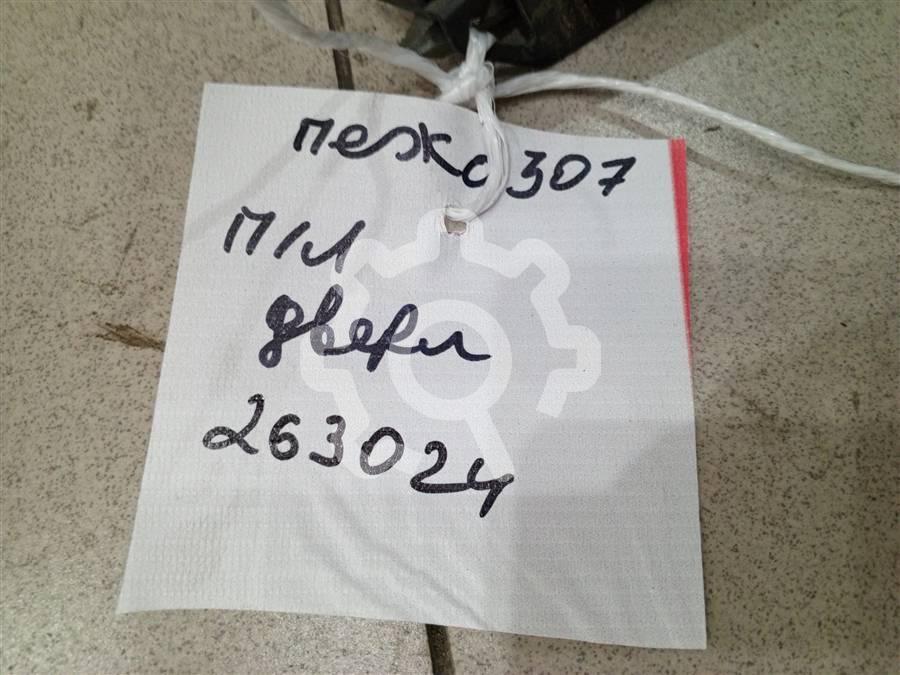 пежо 307
п/л
двери
263024